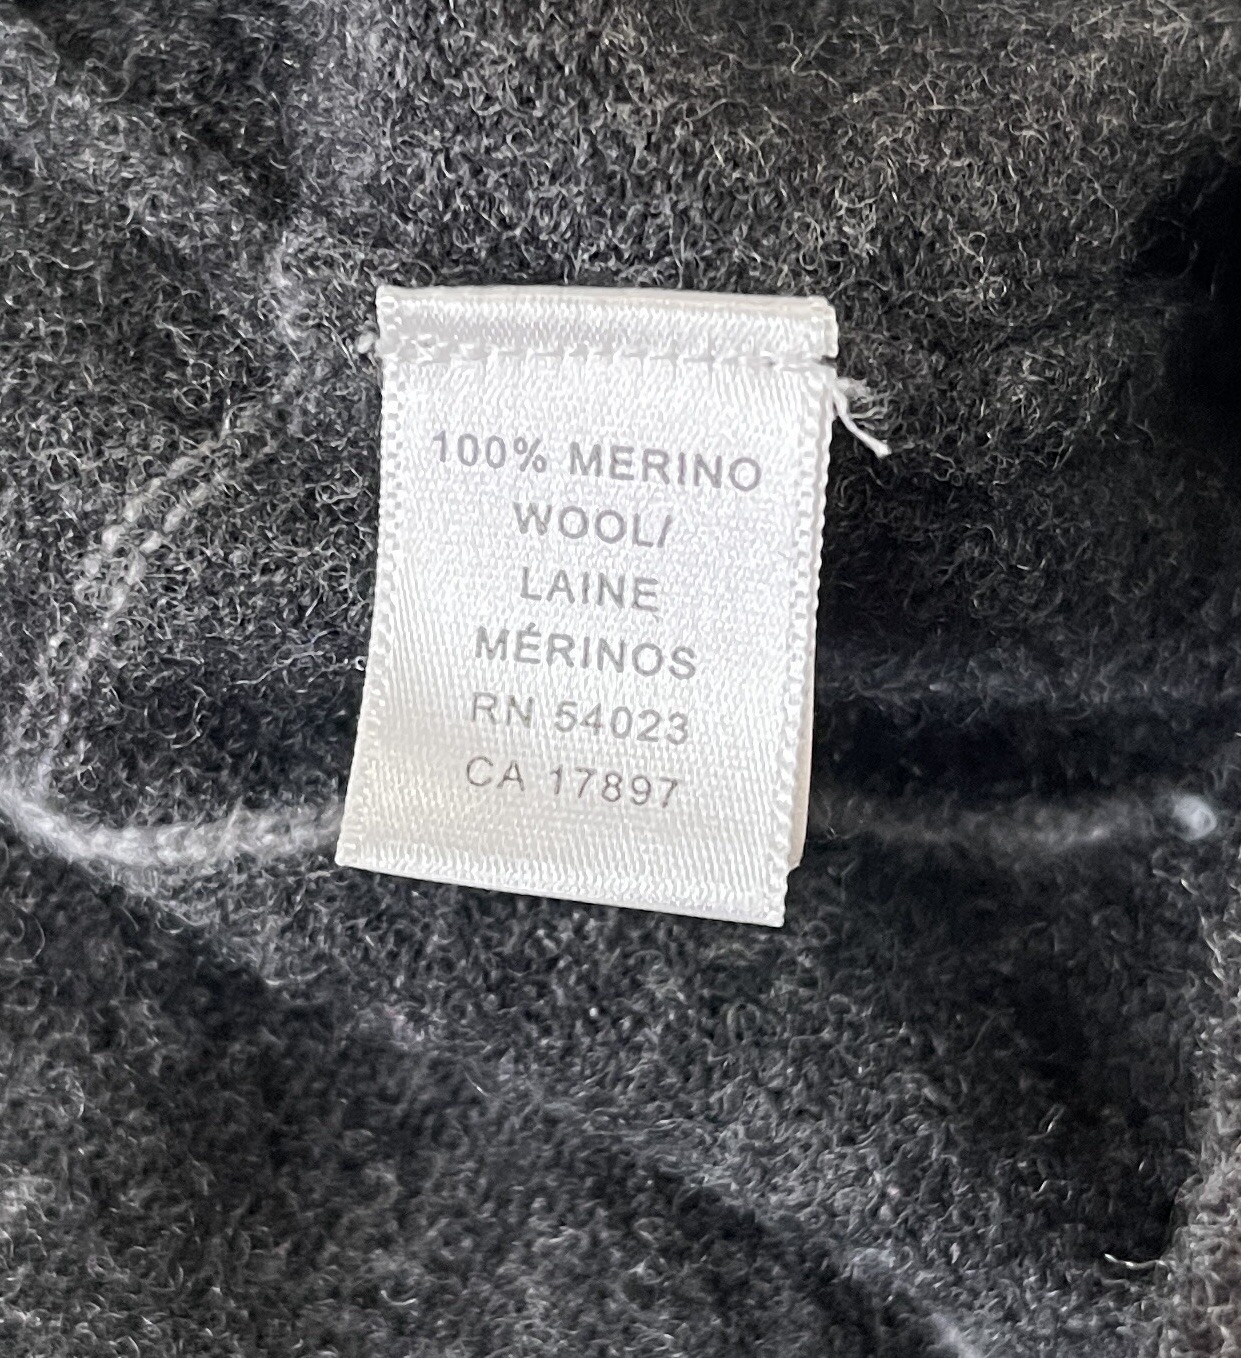 100% MERINO
WOOL/
LAINE
MÉRINOS
RN 54023
CA 17897